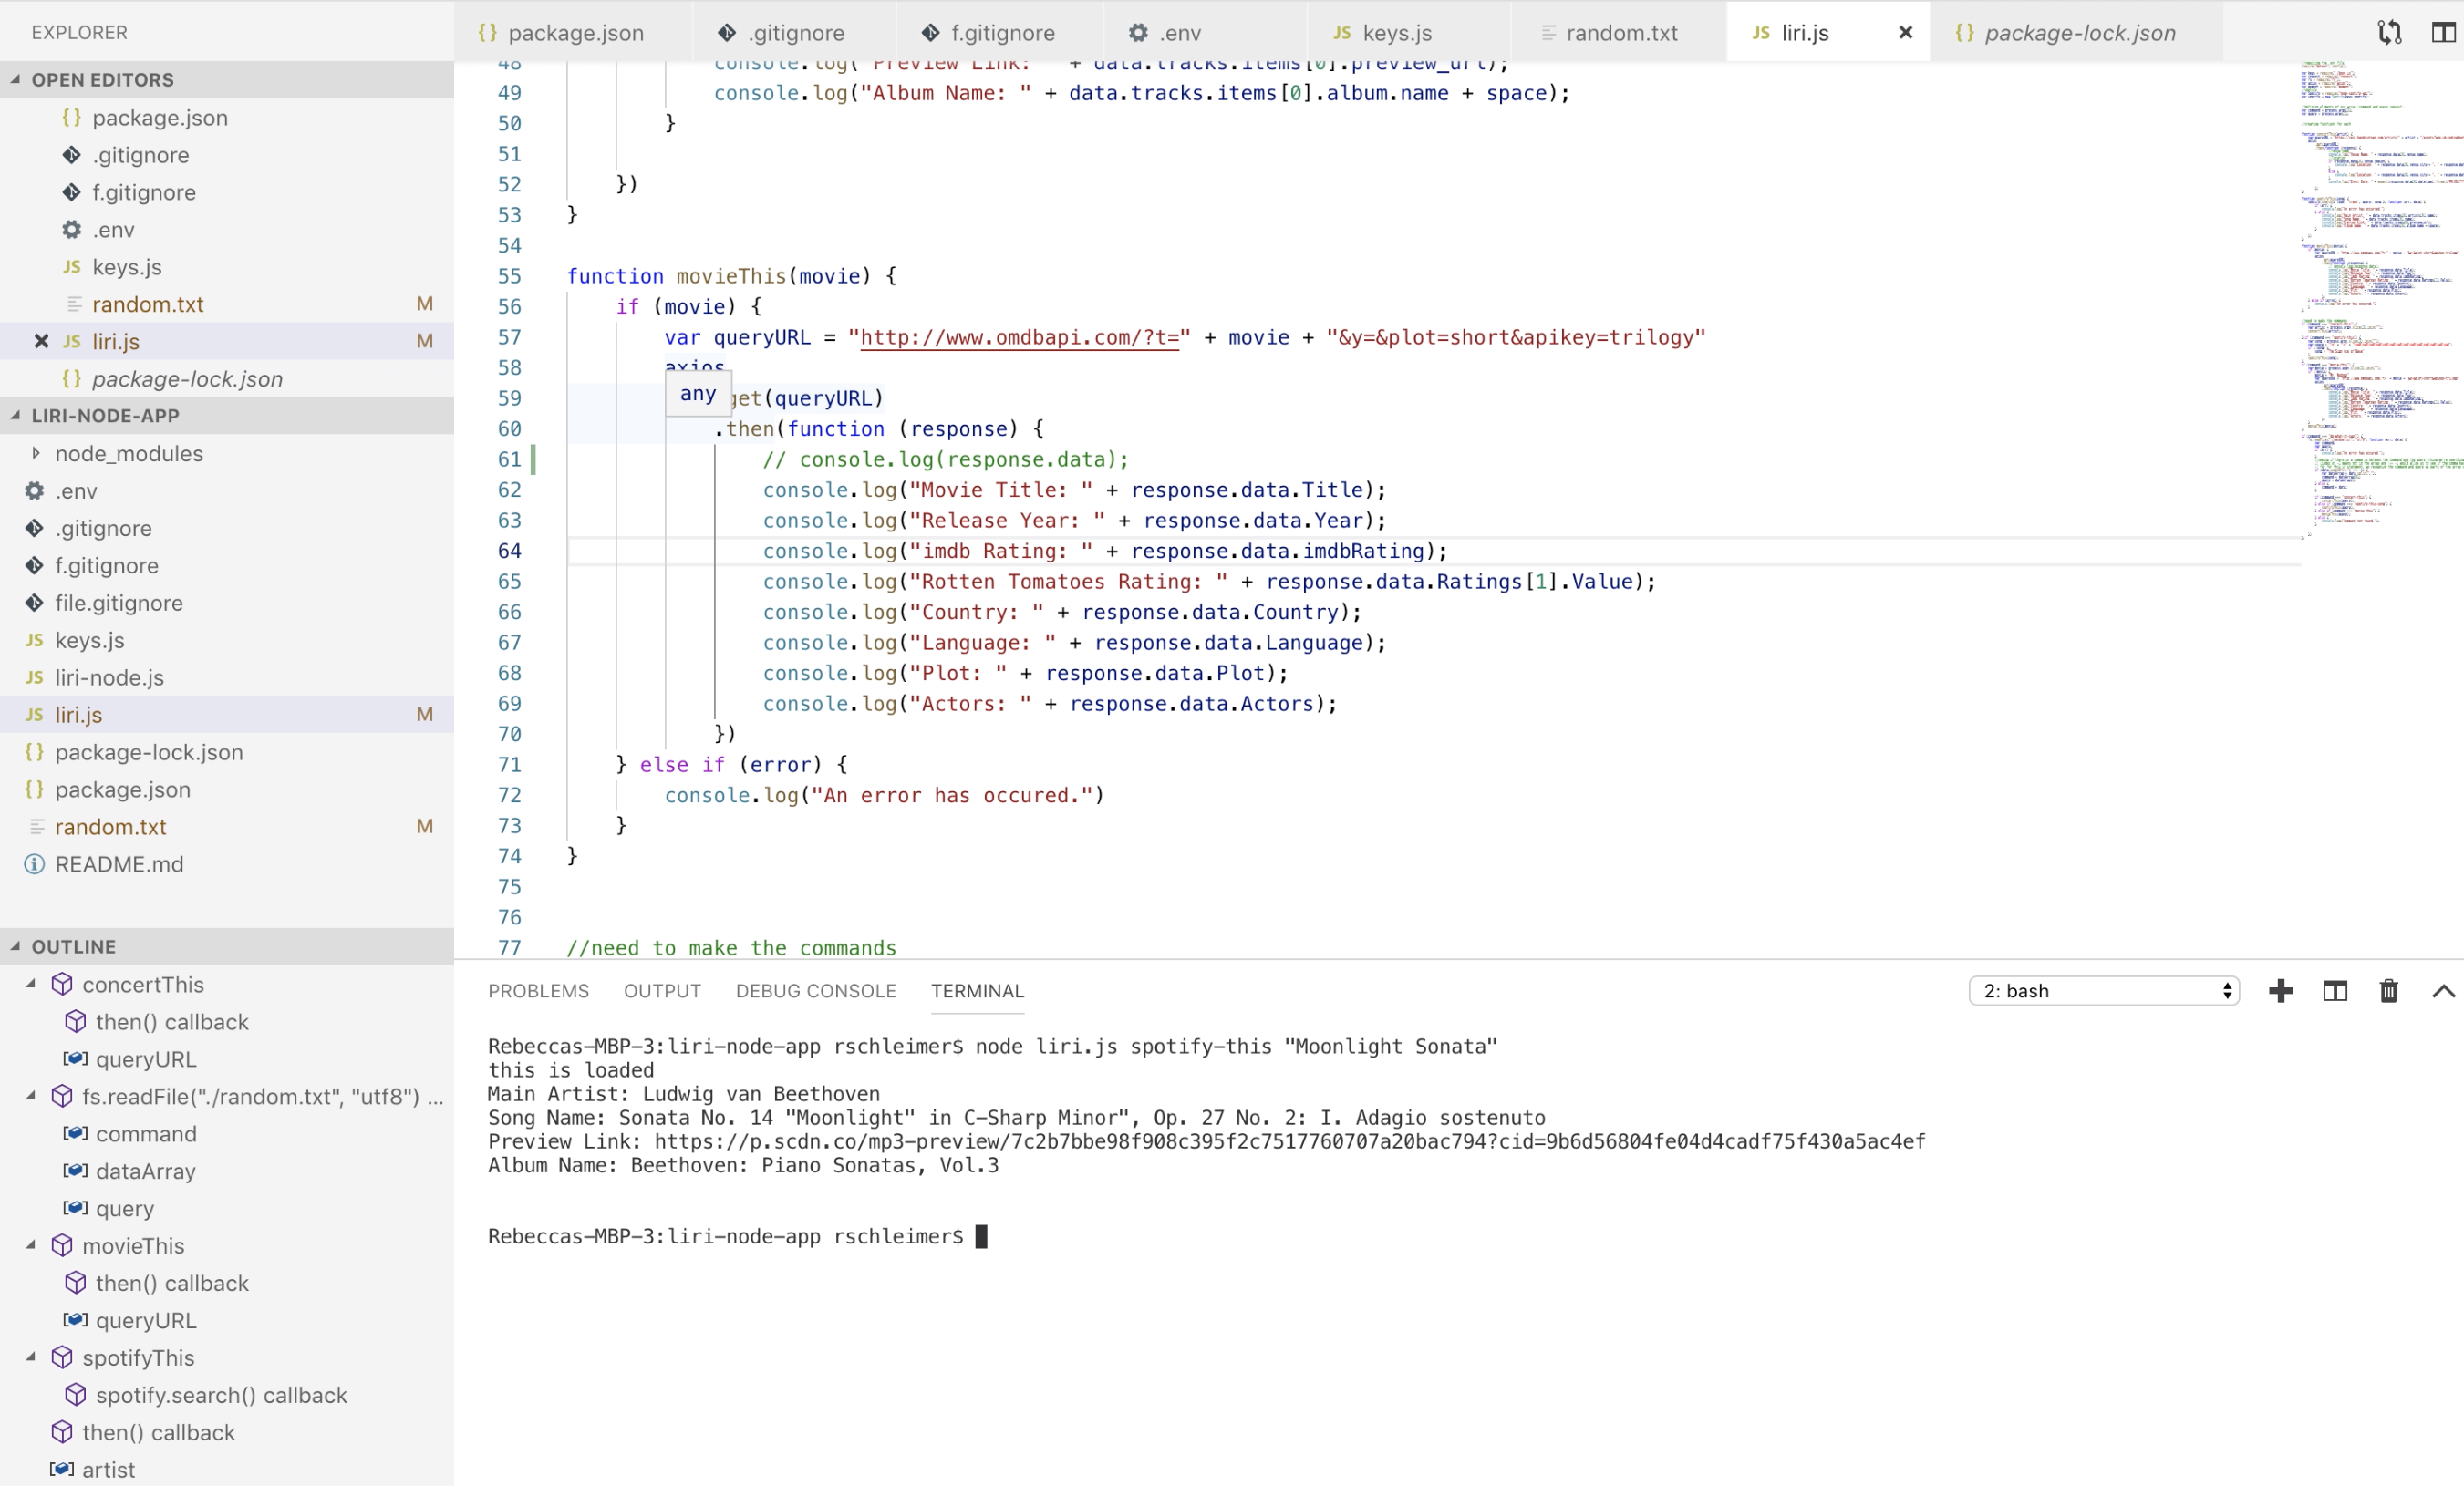 EXPLORER
OPEN EDITORS
{} package.json
.gitignore
f.gitignore
.env
JS keys.js
random.txt M
JS liri.js M
{} package-lock.json
LIRI-NODE-APP
node_modules
.env
.gitignore
f.gitignore
file.gitignore
JS keys.js
JS liri-node.js
JS liri.js M
{} package-lock.json
{} package.json
random.txt M
README.md
OUTLINE
concertThis
then() callback
queryURL
fs.readFile("./random.txt", "utf8") ...
command
dataArray
query
movieThis
then() callback
queryURL
spotifyThis
spotify.search() callback
then() callback
artist
{} package.json .gitignore f.gitignore .env JS keys.js random.txt JS liri.js {} package-lock.json
48 console.log("Preview Link: " + data.tracks.items[0].preview_url);
49 console.log("Album Name: " + data.tracks.items[0].album.name + space);
50 }
51
52 })
53 }
54
55 function movieThis(movie) {
56 if (movie) {
57 var queryURL = "http://www.omdbapi.com/?t=" + movie + "&y=&plot=short&apikey=trilogy"
58 axios
any
59 get(queryURL)
60 .then(function (response) {
61 // console.log(response.data);
62 console.log("Movie Title: " + response.data.Title);
63 console.log("Release Year: " + response.data.Year);
64 console.log("imdb Rating: " + response.data.imdbRating);
65 console.log("Rotten Tomatoes Rating: " + response.data.Ratings[1].Value);
66 console.log("Country: " + response.data.Country);
67 console.log("Language: " + response.data.Language);
68 console.log("Plot: " + response.data.Plot);
69 console.log("Actors: " + response.data.Actors);
70 })
71 } else if (error) {
72 console.log("An error has occured.")
73 }
74 }
75
76
77 //need to make the commands
PROBLEMS OUTPUT DEBUG CONSOLE TERMINAL 2: bash
Rebeccas-MBP-3:liri-node-app rschleimer$ node liri.js spotify-this "Moonlight Sonata"
this is loaded
Main Artist: Ludwig van Beethoven
Song Name: Sonata No. 14 "Moonlight" in C-Sharp Minor", Op. 27 No. 2: I. Adagio sostenuto
Preview Link: https://p.scdn.co/mp3-preview/7c2b7bbe98f908c395f2c7517760707a20bac794?cid=9b6d56804fe04d4cadf75f430a5ac4ef
Album Name: Beethoven: Piano Sonatas, Vol.3
Rebeccas-MBP-3:liri-node-app rschleimer$